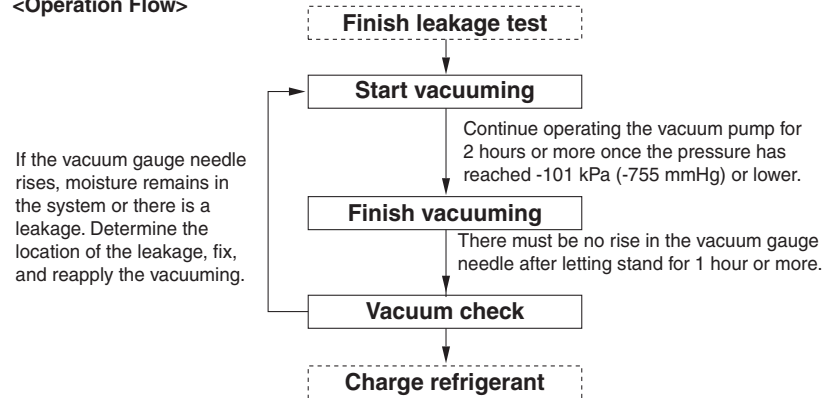 <Operation Flow>
Finish leakage test
Start vacuuming
Continue operating the vacuum pump for
2 hours or more once the pressure has
reached -101 kPa (-755 mmHg) or lower.
If the vacuum gauge needle
rises, moisture remains in
the system or there is a
leakage. Determine the
location of the leakage, fix,
and reapply the vacuuming.
Finish vacuuming
There must be no rise in the vacuum gauge
needle after letting stand for 1 hour or more.
Vacuum check
Charge refrigerant